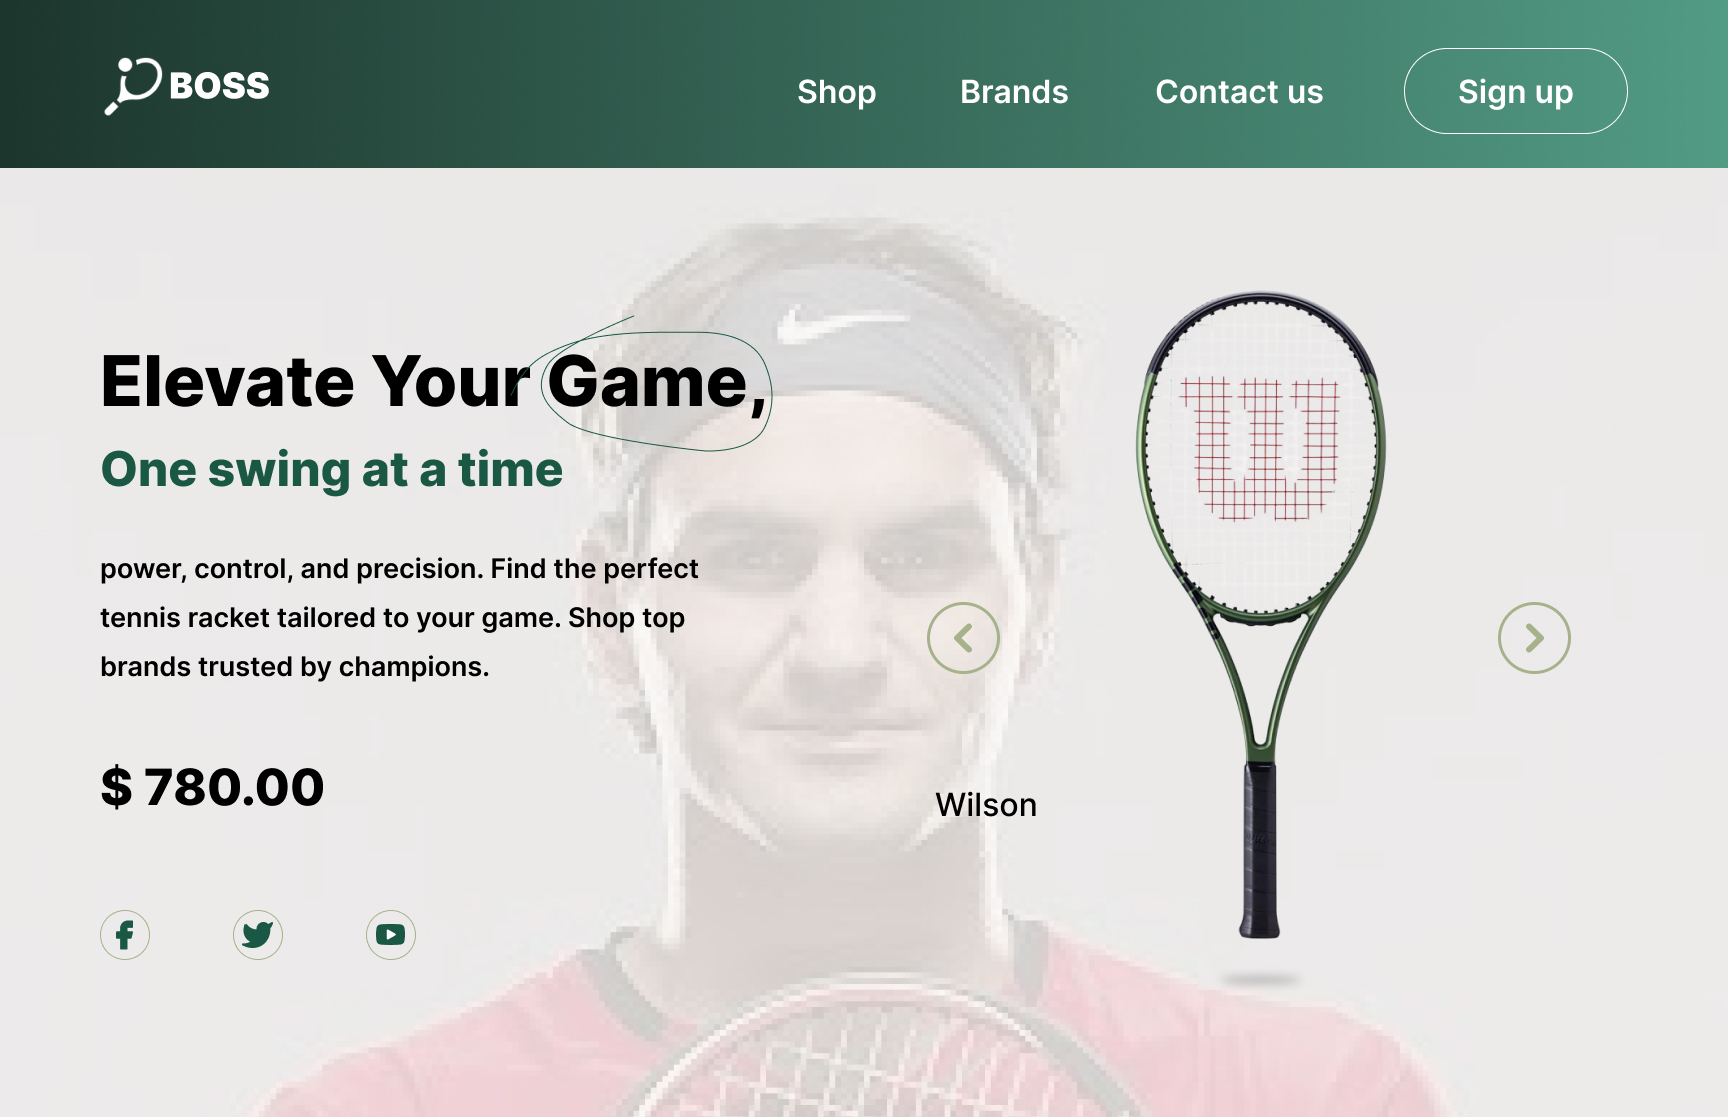 BOSS
Shop
Brands
Contact us
Sign up
Elevate Your Game,
One swing at a time
power, control, and precision. Find the perfect
tennis racket tailored to your game. Shop top
brands trusted by champions.
$ 780.00
Wilson
W